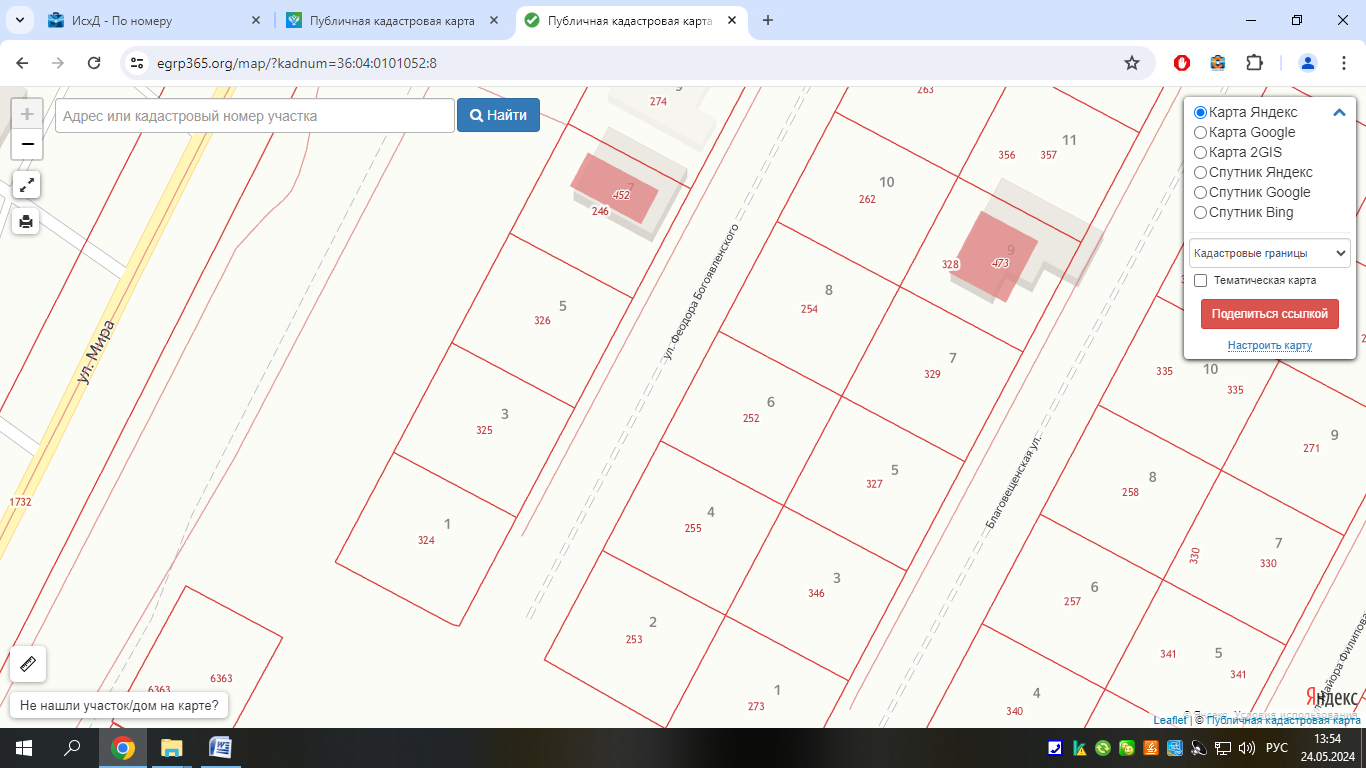 ИсхД - По номеру
Публичная кадастровая карта
Публичная кадастровая карта
egrp365.org/map/?kadnum=36:04:0101052:8
Адрес или кадастровый номер участка
Найти
Карта Яндекс
Карта Google
Карта 2GIS
Спутник Яндекс
Спутник Google
Спутник Bing
Кадастровые границы
Тематическая карта
Поделиться ссылкой
Настроить карту
274
263
11
356 357
452
246
10
262
9
328 473
5
326
8
254
7
329
10
335
335
3
325
6
252
9
271
5
327
8
258
1
324
4
255
7
330
330
3
346
6
257
2
253
5
341
341
1
273
4
340
1732
6363
6363
ул. Мира
ул. Феодора Богоявленского
Благовещенская ул.
Майора Филипова
Не нашли участок/дом на карте?
Яндекс
© Яндекс Условия использования
Leaflet | © Публичная кадастровая карта
РУС
13:54
24.05.2024